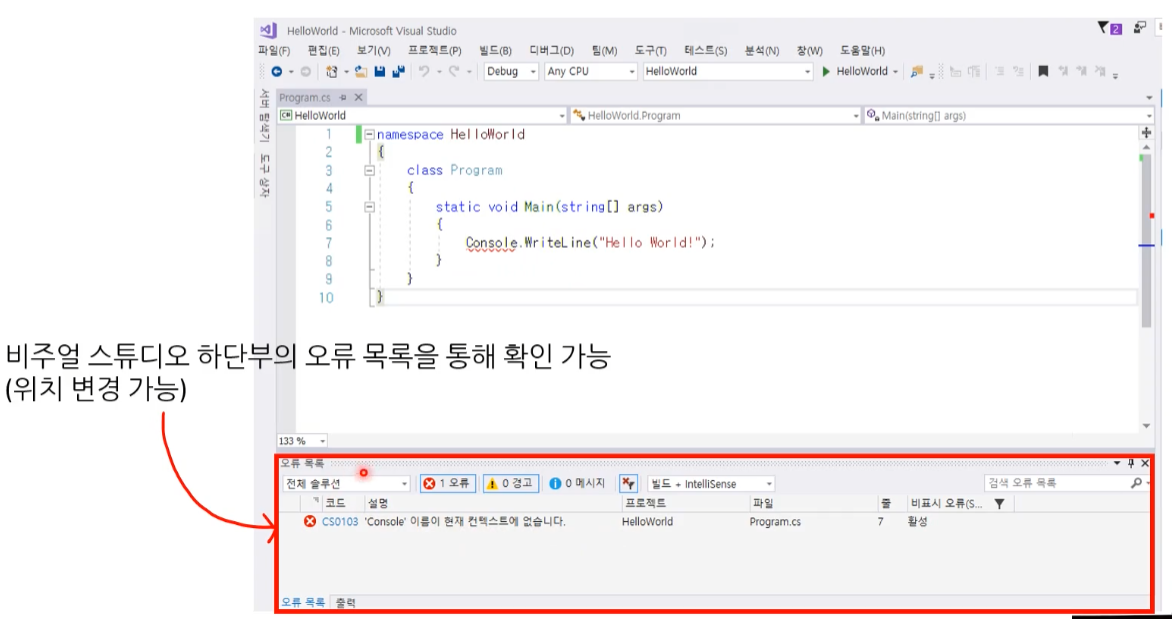 HelloWorld - Microsoft Visual Studio
2
파일(F) 편집(E) 보기(V) 프로젝트(P) 빌드(B) 디버그(D) 팀(M) 도구(T) 테스트(S) 분석(N) 창(W) 도움말(H)
Debug Any CPU HelloWorld HelloWorld
서버 탐색기
도구 상자
Program.cs
C# HelloWorld HelloWorld.Program Main(string[] args)
1 namespace HelloWorld
2 {
3 class Program
4 {
5 static void Main(string[] args)
6 {
7 Console.WriteLine("Hello World!");
8 }
9 }
10 }
비주얼 스튜디오 하단부의 오류 목록을 통해 확인 가능
(위치 변경 가능)
133 %
오류 목록
전체 솔루션 1 오류 0 경고 0 메시지 빌드 + IntelliSense 검색 오류 목록
코드 설명 프로젝트 파일 줄 비표시 오류(S...
CS0103 'Console' 이름이 현재 컨텍스트에 없습니다. HelloWorld Program.cs 7 활성
오류 목록 출력